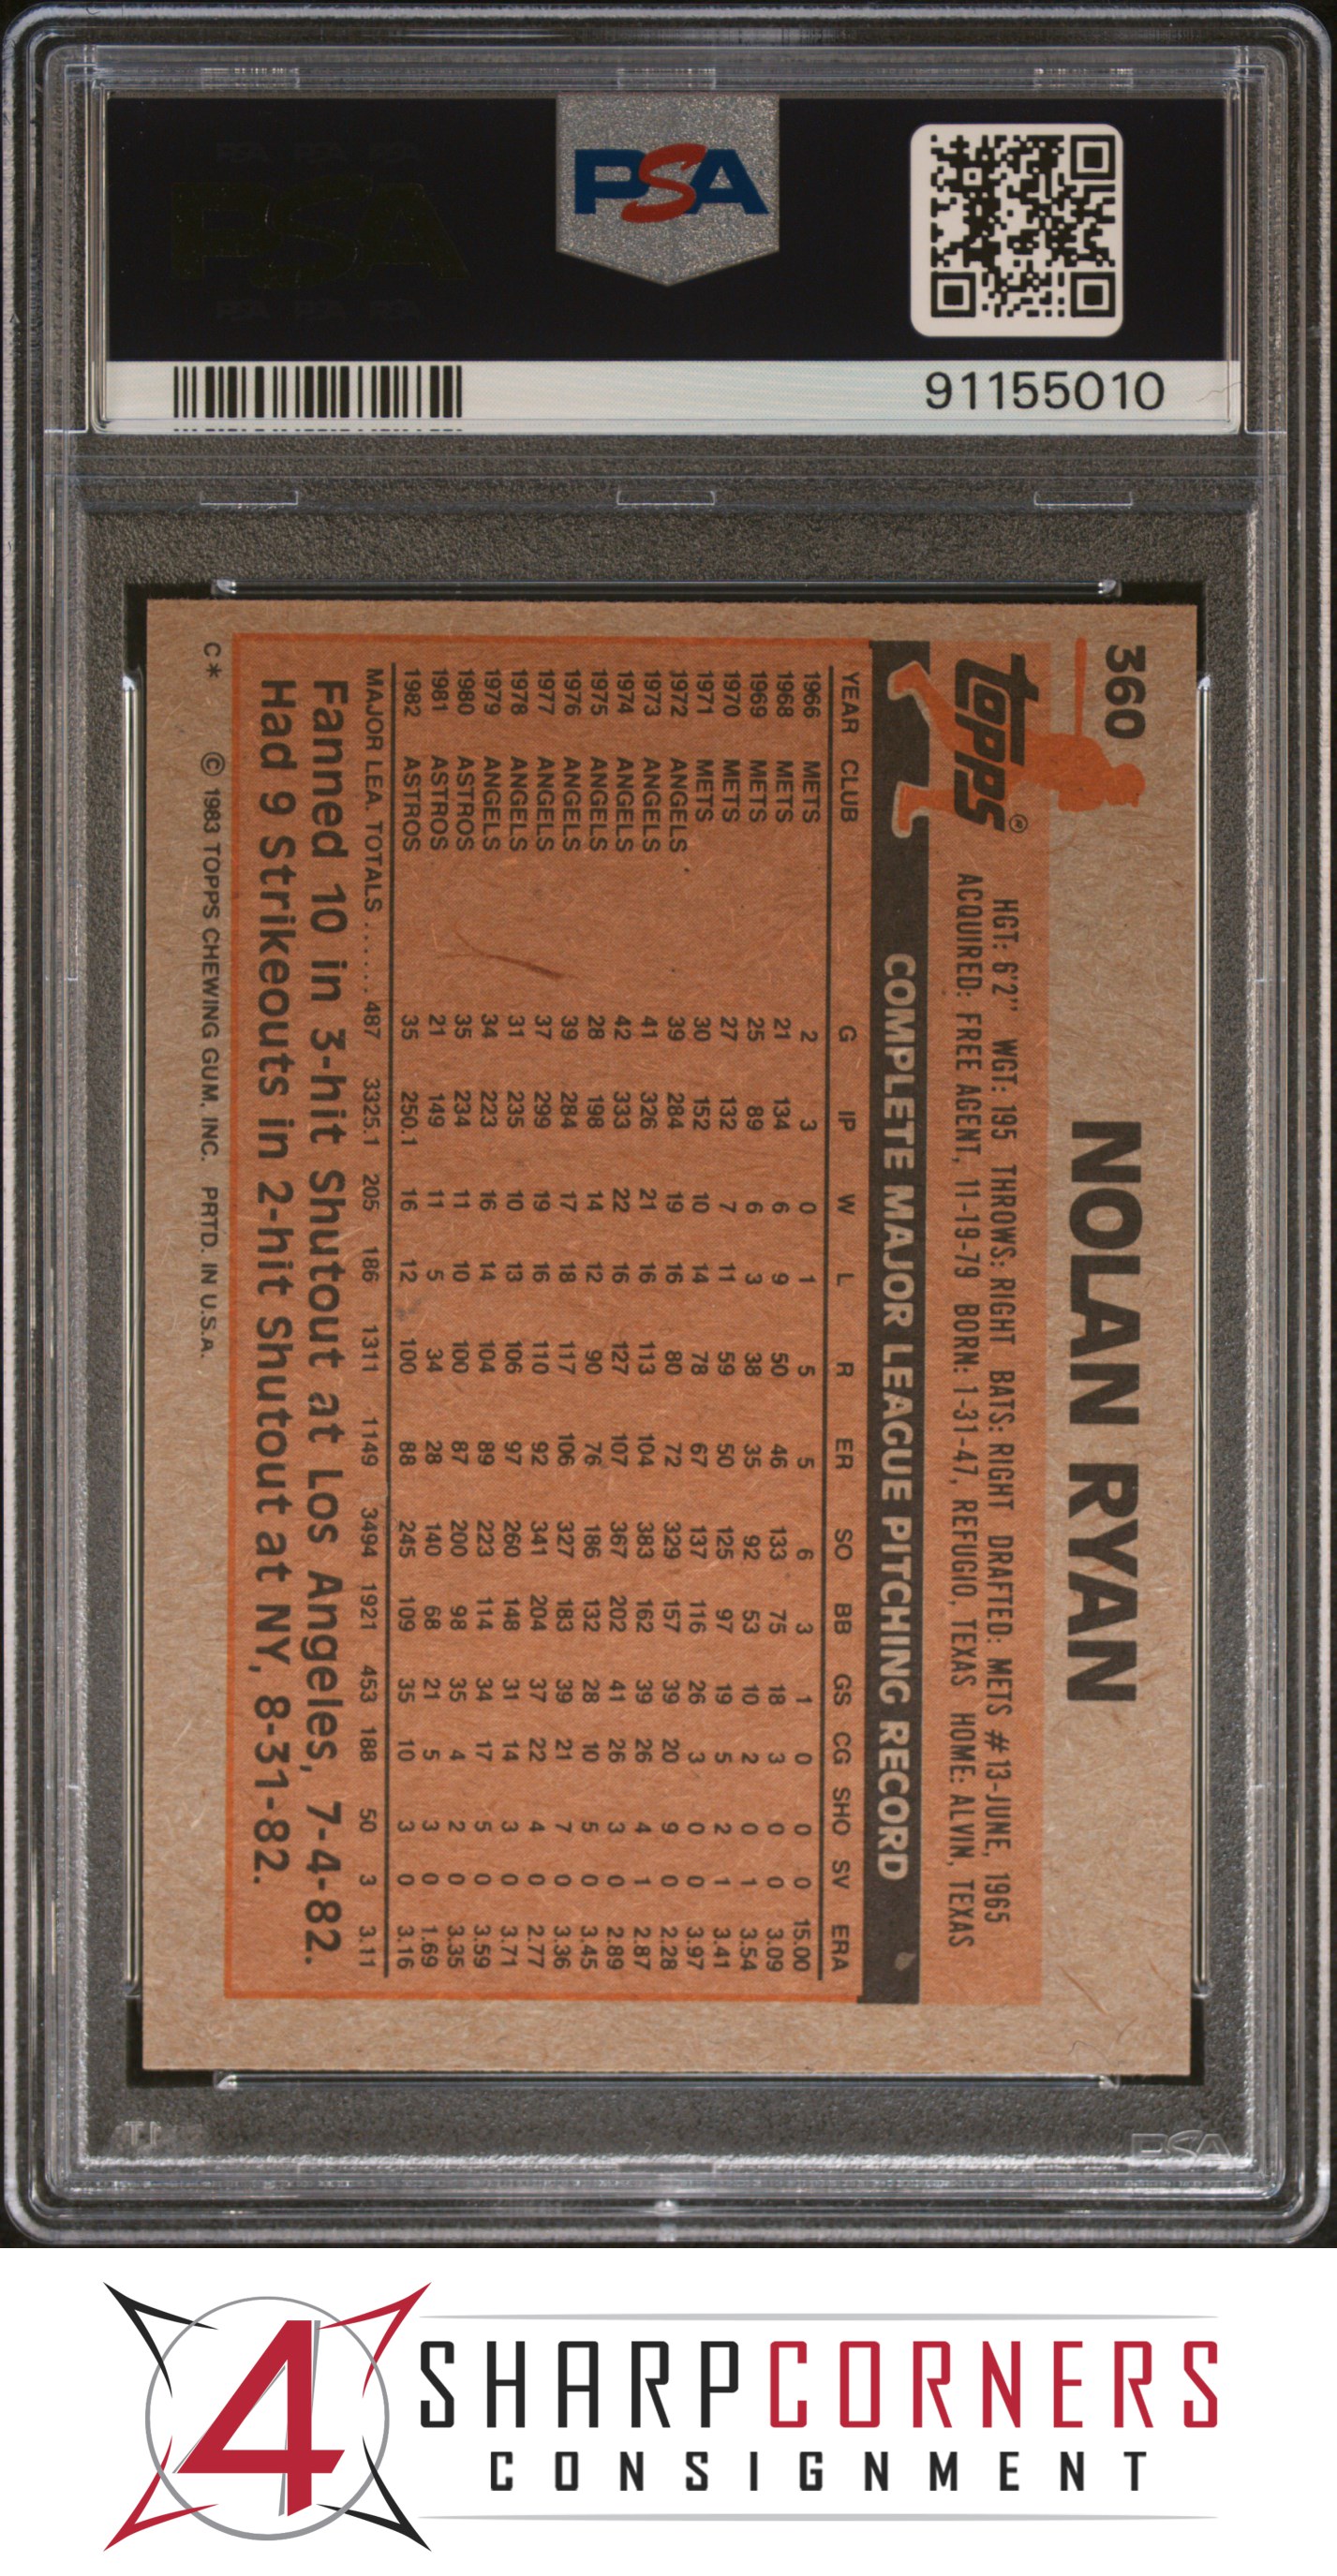 PSA PSA PSA
PSA
PSA PSA PSA
PSA
91155010
360
NOLAN RYAN
TOPPS®
HGT: 6'2" WGT: 195 THROWS: RIGHT BATS: RIGHT DRAFTED: METS #13-JUNE, 1965
ACQUIRED: FREE AGENT, 11-19-79 BORN: 1-31-47, REFUGIO, TEXAS HOME: ALVIN, TEXAS
COMPLETE MAJOR LEAGUE PITCHING RECORD
YEAR CLUB G IP W L R ER SO BB GS CG SHO SV ERA
1966 METS 2 3 0 1 5 5 6 3 1 0 0 0 15.00
1968 METS 21 134 6 9 50 46 133 75 18 3 0 0 3.09
1969 METS 25 89 6 3 38 35 92 53 10 2 0 1 3.54
1970 METS 27 132 7 11 59 50 125 97 19 5 2 1 3.41
1971 METS 30 152 10 14 78 67 137 116 26 3 0 0 3.97
1972 ANGELS 39 284 19 16 80 72 329 157 39 20 9 0 2.28
1973 ANGELS 41 326 21 16 113 104 383 162 39 26 4 1 2.87
1974 ANGELS 42 333 22 16 127 107 367 202 41 26 3 0 2.89
1975 ANGELS 28 198 14 12 90 76 186 132 28 10 5 0 3.45
1976 ANGELS 39 284 17 18 117 106 327 183 39 21 7 0 3.36
1977 ANGELS 37 299 19 16 110 92 341 204 37 22 4 0 2.77
1978 ANGELS 31 235 10 13 106 97 260 148 31 14 3 0 3.71
1979 ANGELS 34 223 16 14 104 89 223 114 34 17 5 0 3.59
1980 ASTROS 35 234 11 10 100 87 200 98 35 4 2 0 3.35
1981 ASTROS 21 149 11 5 34 28 140 68 21 5 3 0 1.69
1982 ASTROS 35 250.1 16 12 100 88 245 109 35 10 3 0 3.16
MAJOR LEA. TOTALS ...... 487 3325.1 205 186 1311 1149 3494 1921 453 188 50 3 3.11
Fanned 10 in 3-hit Shutout at Los Angeles, 7-4-82.
Had 9 Strikeouts in 2-hit Shutout at NY, 8-31-82.
C* © 1983 TOPPS CHEWING GUM, INC. PRTD. IN U.S.A.
PSA
4
SHARPCORNERS
CONSIGNMENT